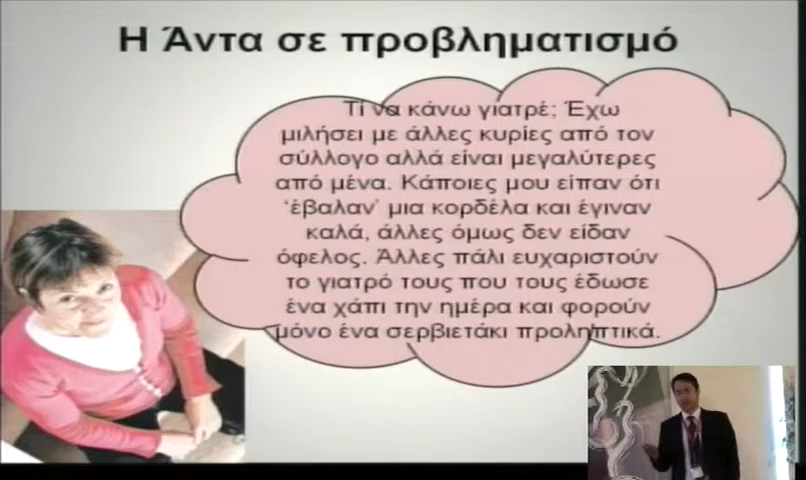 Η Άντα σε προβληματισμό
Τί να κάνω γιατρέ; Έχω
μιλήσει με άλλες κυρίες από τον
σύλλογο αλλά είναι μεγαλύτερες
από μένα. Κάποιες μου είπαν ότι
‘έβαλαν’ μια κορδέλα και έγιναν
καλά, άλλες όμως δεν είδαν
όφελος. Άλλες πάλι ευχαριστούν
το γιατρό τους που τους έδωσε
ένα χάπι την ημέρα και φορούν
μόνο ένα σερβιετάκι προληπτικά.